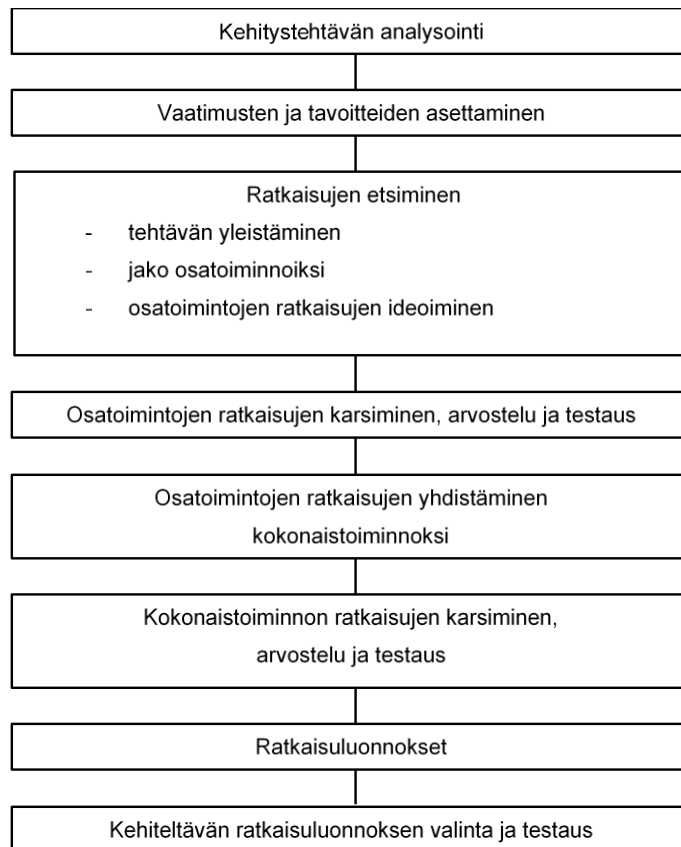 Kehitystehtävän analysointi
Vaatimusten ja tavoitteiden asettaminen
Ratkaisujen etsiminen
- tehtävän yleistäminen
- jako osatoiminnoiksi
- osatoimintojen ratkaisujen ideoiminen
Osatoimintojen ratkaisujen karsiminen, arvostelu ja testaus
Osatoimintojen ratkaisujen yhdistäminen
kokonaistoiminnoksi
Kokonaistoiminnon ratkaisujen karsiminen,
arvostelu ja testaus
Ratkaisuluonnokset
Kehiteltävän ratkaisuluonnoksen valinta ja testaus